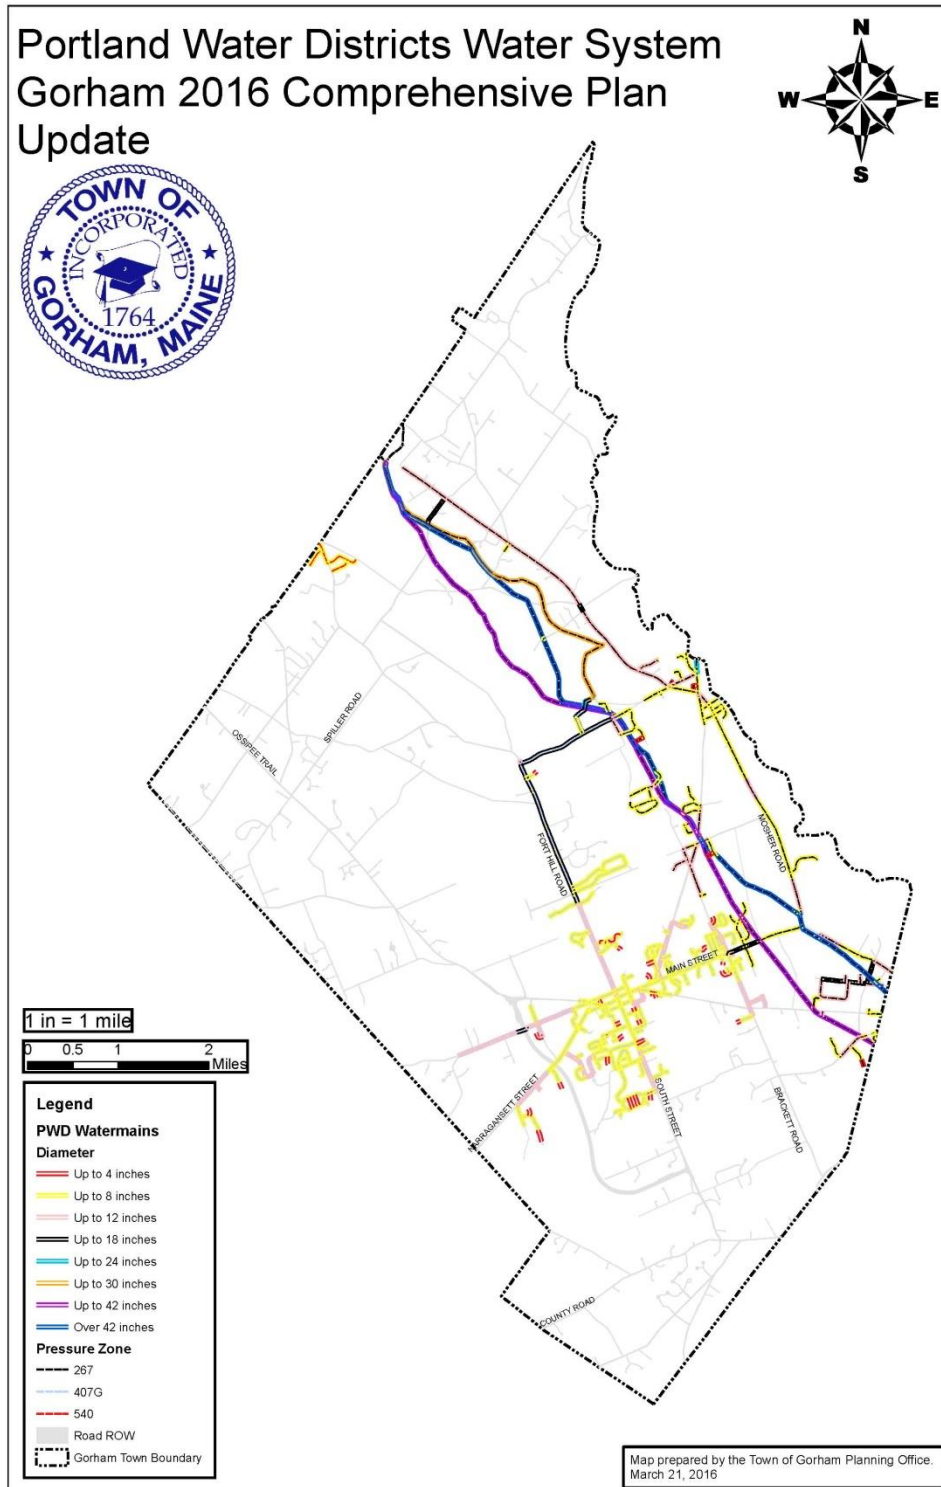 Portland Water Districts Water System
Gorham 2016 Comprehensive Plan
Update
N
W
E
S
TOWN OF
INCORPORATED
1764
GORHAM, MAINE
SPILLER ROAD
OSSIPEE TRAIL
FORT HILL ROAD
MOSHER ROAD
MAIN STREET
SOUTH STREET
BRACKETT ROAD
COUNTY ROAD
1 in = 1 mile
0 0.5 1 2
Miles
Legend
PWD Watermains
Diameter
Up to 4 inches
Up to 8 inches
Up to 12 inches
Up to 18 inches
Up to 24 inches
Up to 30 inches
Up to 42 inches
Over 42 inches
Pressure Zone
267
407G
540
Road ROW
Gorham Town Boundary
Map prepared by the Town of Gorham Planning Office.
March 21, 2016